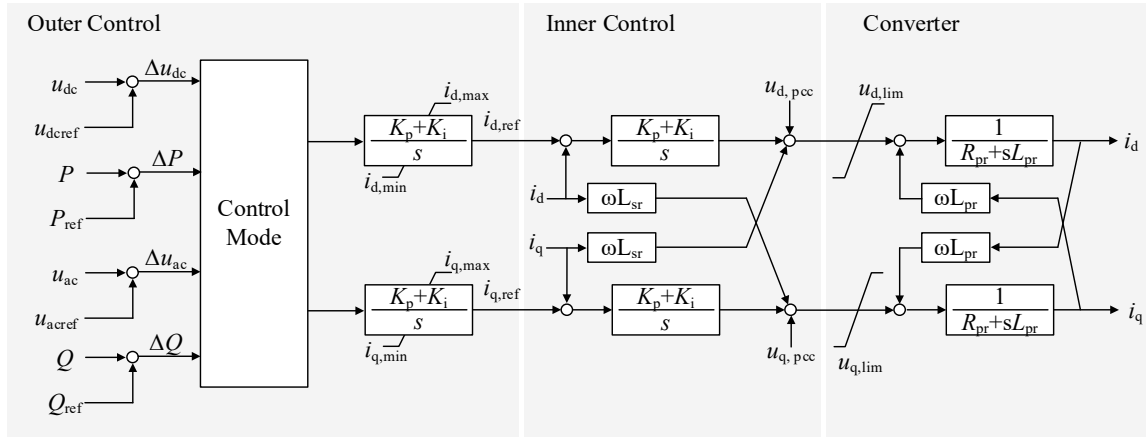 Outer Control
Inner Control
Converter
u_dc
Δu_dc
u_dcref
P
ΔP
P_ref
u_ac
Δu_ac
u_acref
Q
ΔQ
Q_ref
Control
Mode
i_d,max
K_p+K_i
s
i_d,min
i_d,ref
i_q,max
K_p+K_i
s
i_q,min
i_q,ref
K_p+K_i
s
i_d
ωL_sr
i_q
ωL_sr
K_p+K_i
s
u_d, pcc
u_q, pcc
u_d,lim
u_q,lim
1
R_pr+sL_pr
ωL_pr
ωL_pr
1
R_pr+sL_pr
i_d
i_q